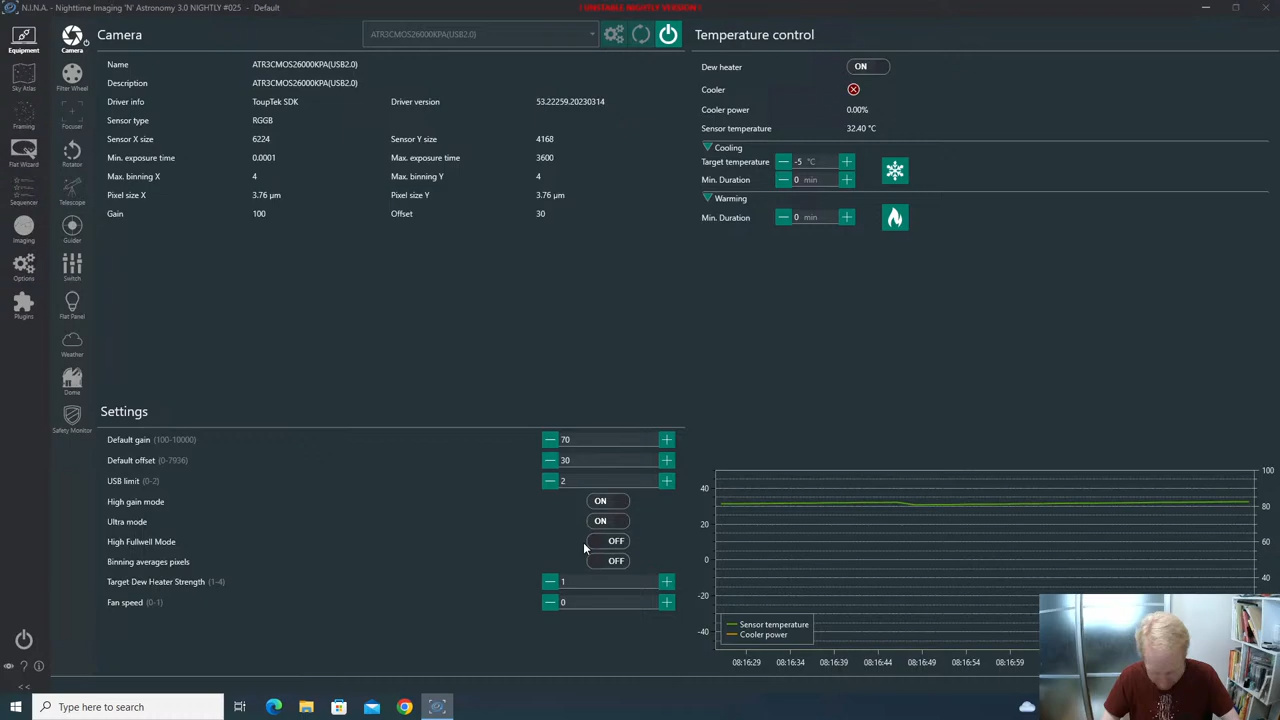 N.I.N.A. - Nighttime Imaging 'N' Astronomy 3.0 NIGHTLY #025 - Default
! UNSTABLE NIGHTLY VERSION !
Equipment
Sky Atlas
Framing
Flat Wizard
Sequencer
Imaging
Options
Plugins
Camera
Filter Wheel
Focuser
Rotator
Telescope
Guider
Switch
Flat Panel
Weather
Dome
Safety Monitor
Camera
ATR3CMOS26000KPA(USB2.0)
Name ATR3CMOS26000KPA(USB2.0)
Description ATR3CMOS26000KPA(USB2.0)
Driver info ToupTek SDK Driver version 53.22259.20230314
Sensor type RGGB
Sensor X size 6224 Sensor Y size 4168
Min. exposure time 0.0001 Max. exposure time 3600
Max. binning X 4 Max. binning Y 4
Pixel size X 3.76 µm Pixel size Y 3.76 µm
Gain 100 Offset 30
Settings
Default gain (100-10000) 70
Default offset (0-7936) 30
USB limit (0-2) 2
High gain mode ON
Ultra mode ON
High Fullwell Mode OFF
Binning averages pixels OFF
Target Dew Heater Strength (1-4) 1
Fan speed (0-1) 0
Temperature control
Dew heater ON
Cooler
Cooler power 0.00%
Sensor temperature 32.40 °C
Cooling
Target temperature -5 °C
Min. Duration 0 min
Warming
Min. Duration 0 min
40
20
0
-20
-40
100
80
60
40
Sensor temperature
Cooler power
08:16:29 08:16:34 08:16:39 08:16:44 08:16:49 08:16:54 08:16:59
<<
Type here to search